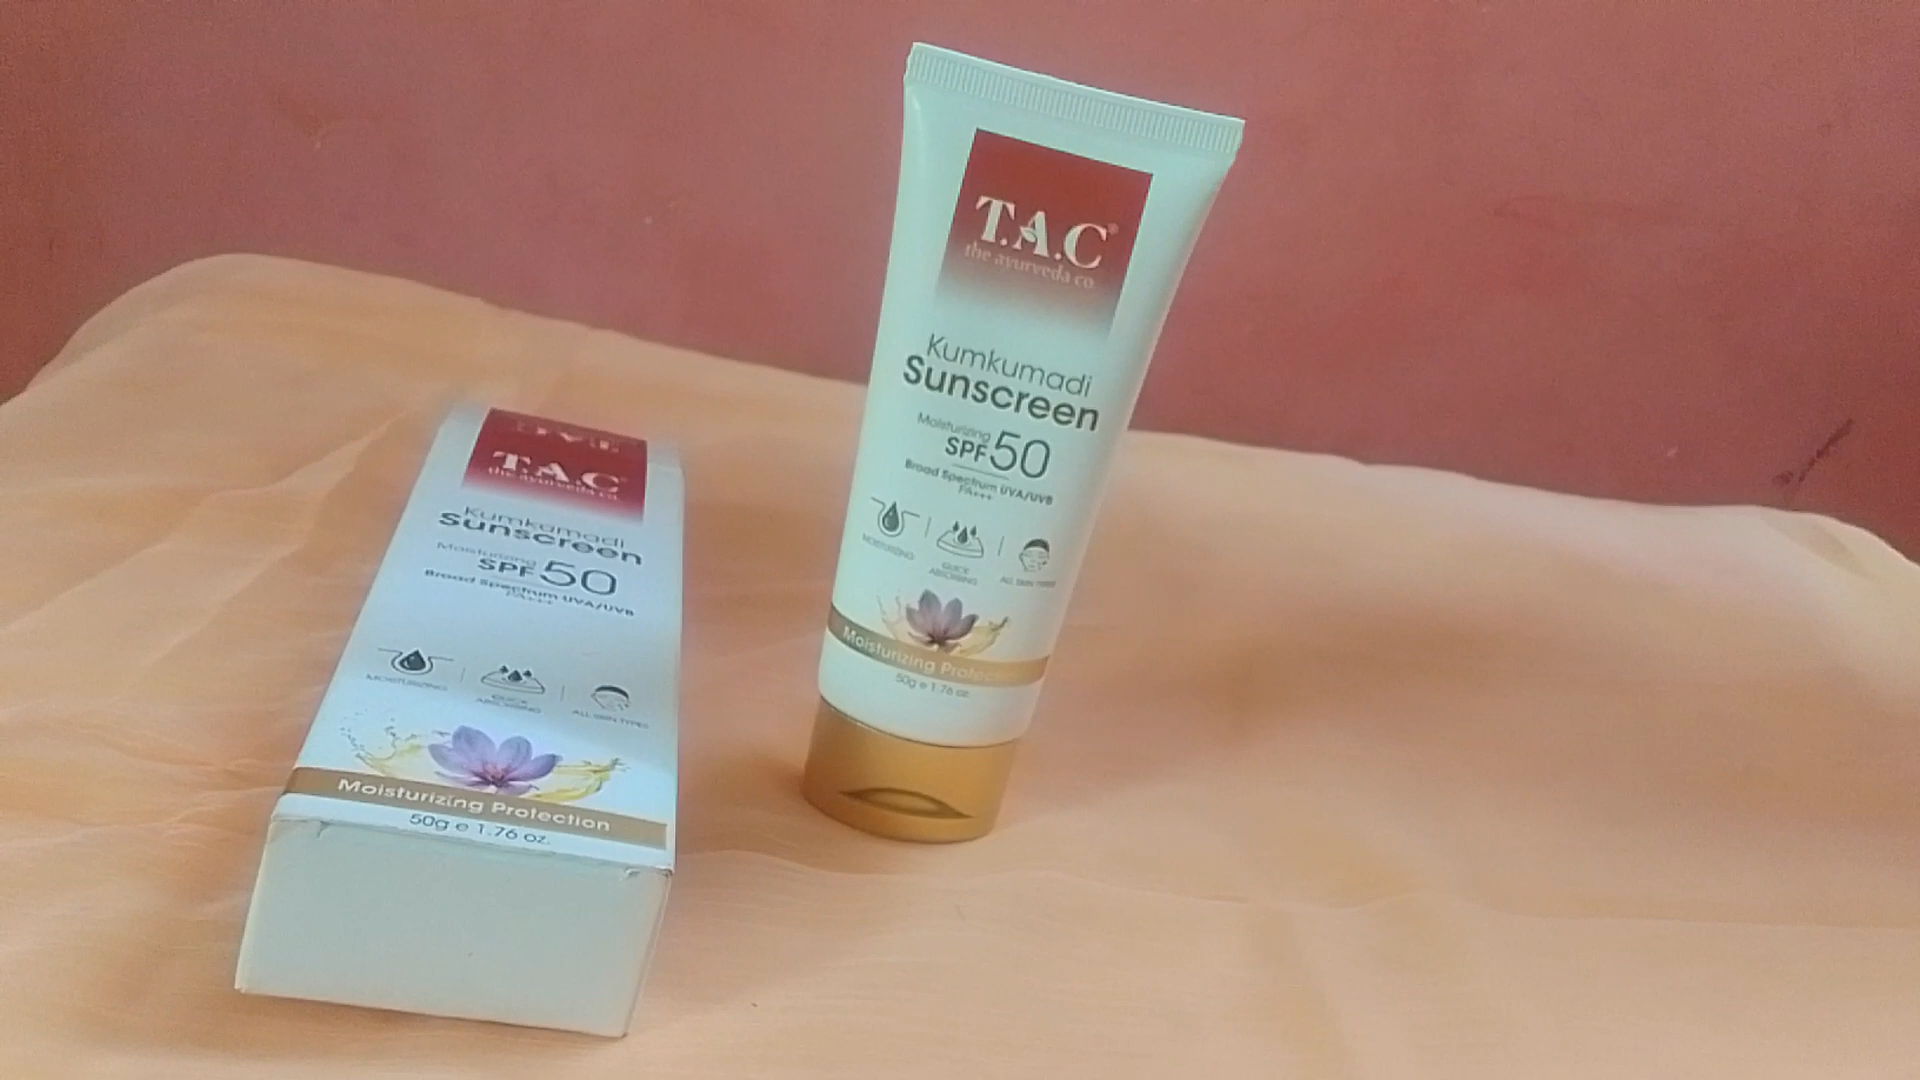 T.A.C
the ayurveda co.
Kumkumadi
Sunscreen
Moisturizing
SPF 50
Broad Spectrum UVA/UVB
PA+++
MOISTURIZING
QUICK
ABSORBING
ALL SKIN TYPES
Moisturizing Protection
50g e 1.76 oz.
T.A.C
the ayurveda co.
Kumkumadi
Sunscreen
Moisturizing
SPF 50
Broad Spectrum UVA/UVB
PA+++
MOISTURIZING
QUICK
ABSORBING
ALL SKIN TYPES
Moisturizing Protection
50g e 1.76 oz.